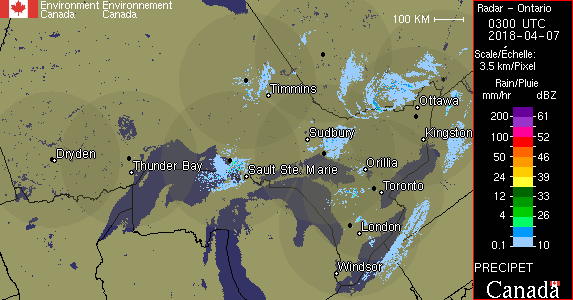 Environment Environnement
Canada Canada
100 KM
Timmins
Ottawa
Sudbury
Kingston
Dryden
Thunder Bay
Sault Ste. Marie
Orillia
Toronto
London
Windsor
Radar - Ontario
0300 UTC
2018-04-07
Scale/Échelle:
3.5 km/Pixel
Rain/Pluie
mm/hr dBZ
200 61
100 52
50 46
24 39
12 33
4 26
1 20
0.1 10
PRECIPET
Canada